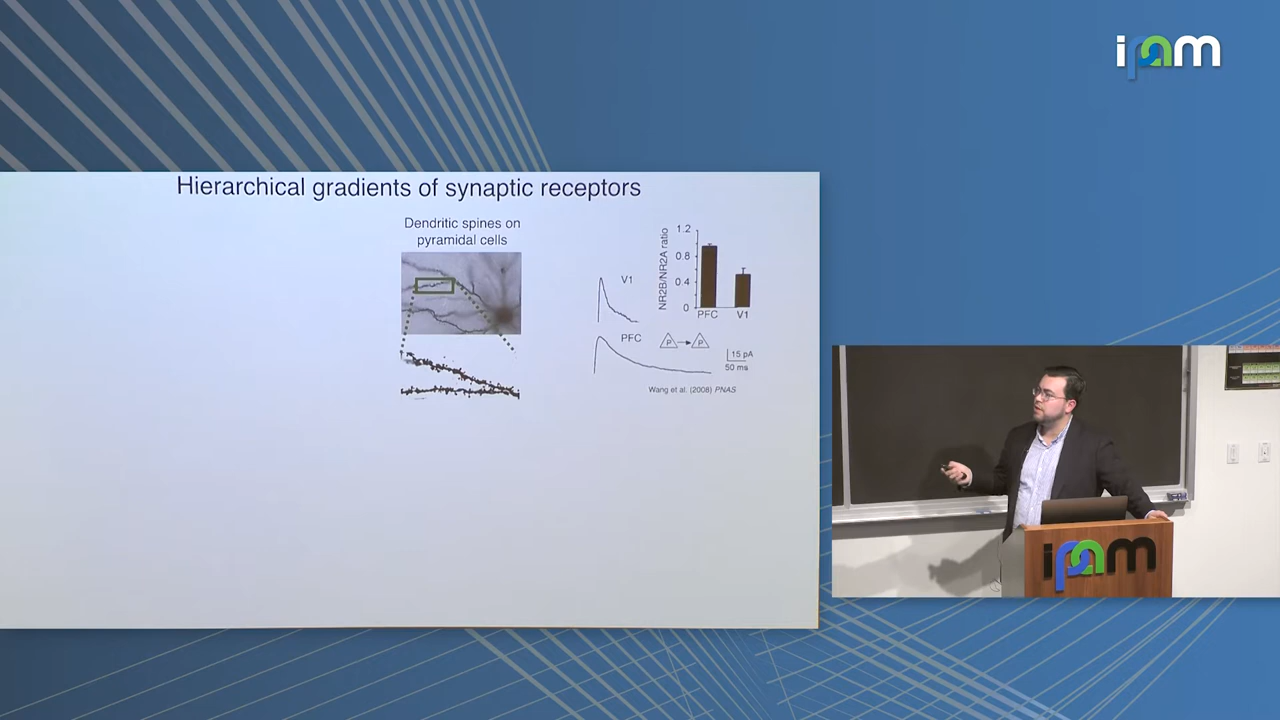 ipam
Hierarchical gradients of synaptic receptors
Dendritic spines on
pyramidal cells
V1
PFC
P
P
15 pA
50 ms
NR2B/NR2A ratio
1.2
0.8
0.4
0
PFC
V1
Wang et al. (2008) PNAS
ipam